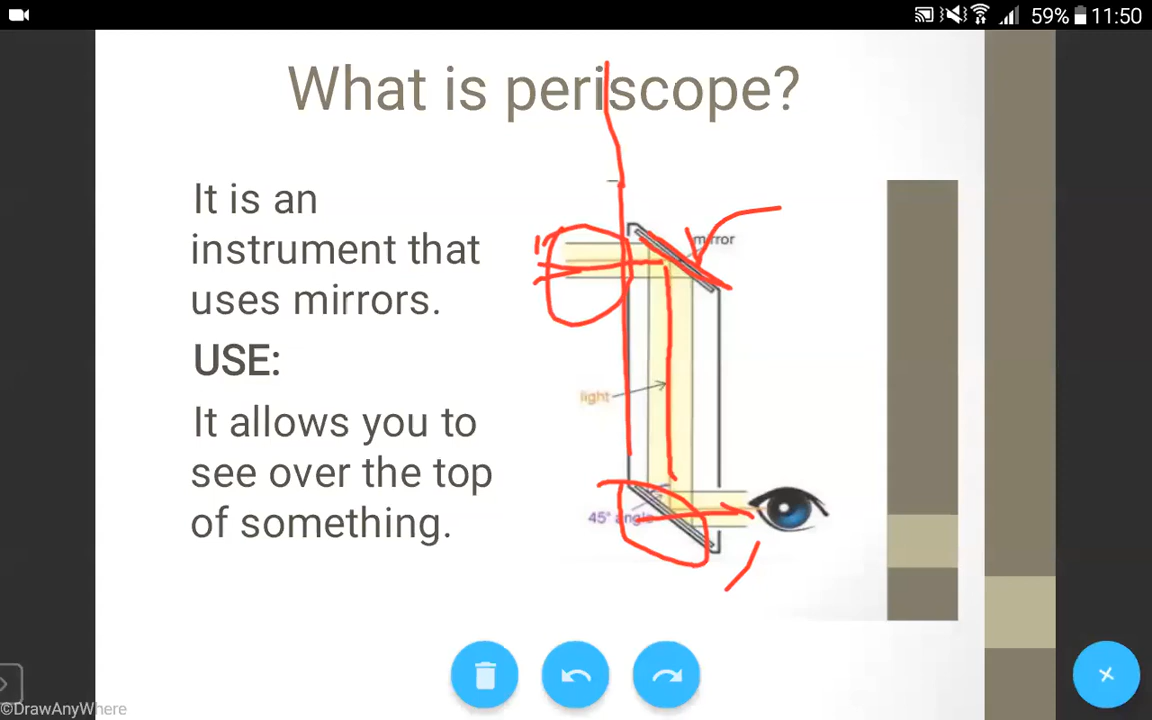 59% 11:50
What is periscope?
It is an
instrument that
uses mirrors.
USE:
It allows you to
see over the top
of something.
mirror
light
45° angle
©DrawAnyWhere